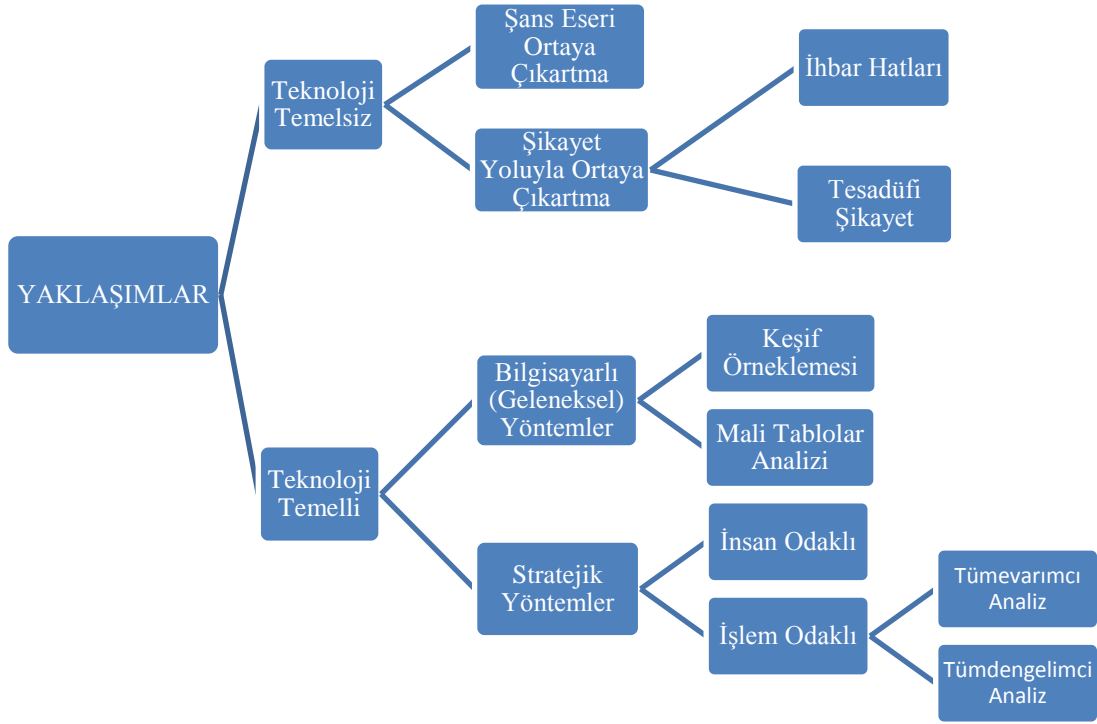 YAKLAŞIMLAR
Teknoloji
Temelsiz
Şans Eseri
Ortaya
Çıkartma
Şikayet
Yoluyla Ortaya
Çıkartma
İhbar Hatları
Tesadüfi
Şikayet
Teknoloji
Temelli
Bilgisayarlı
(Geleneksel)
Yöntemler
Keşif
Örneklemesi
Mali Tablolar
Analizi
Stratejik
Yöntemler
İnsan Odaklı
İşlem Odaklı
Tümevarımcı
Analiz
Tümdengelimci
Analiz